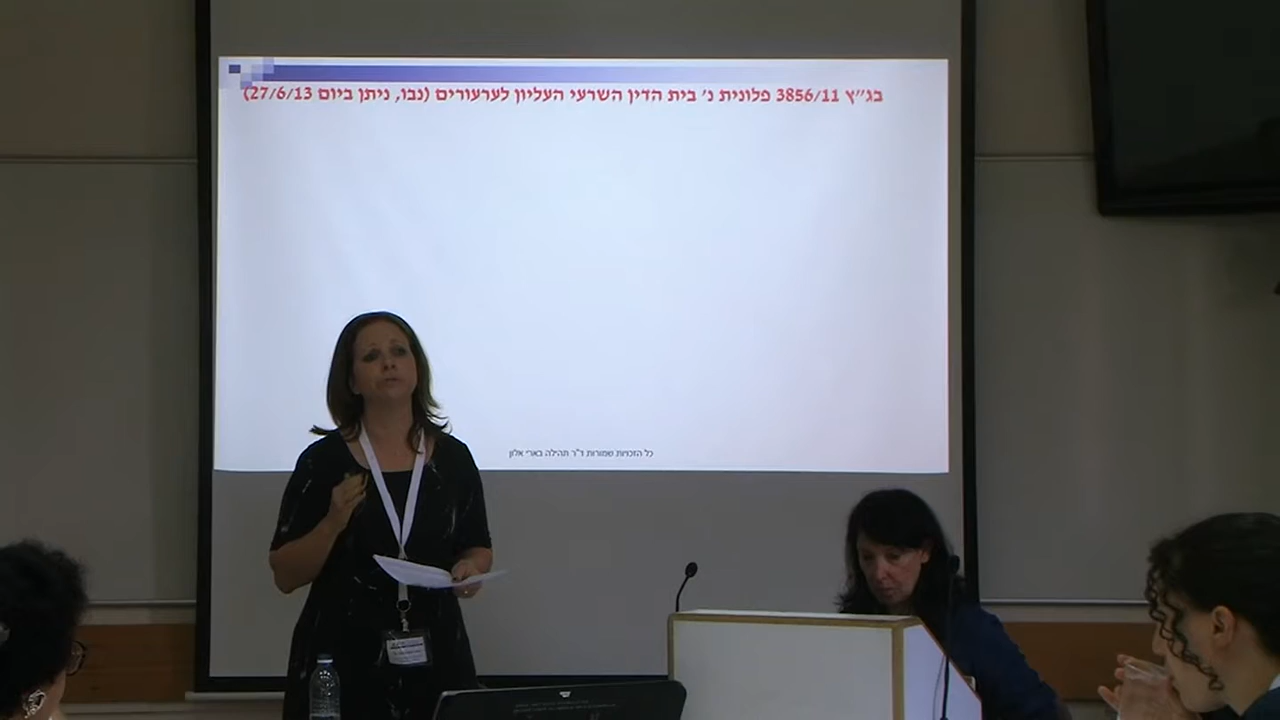 בג״ץ 3856/11 פלונית נ׳ בית הדין השרעי העליון לערעורים (נבו, ניתן ביום 27/6/13)
כל הזכויות שמורות ד"ר תהילה בארי אלון